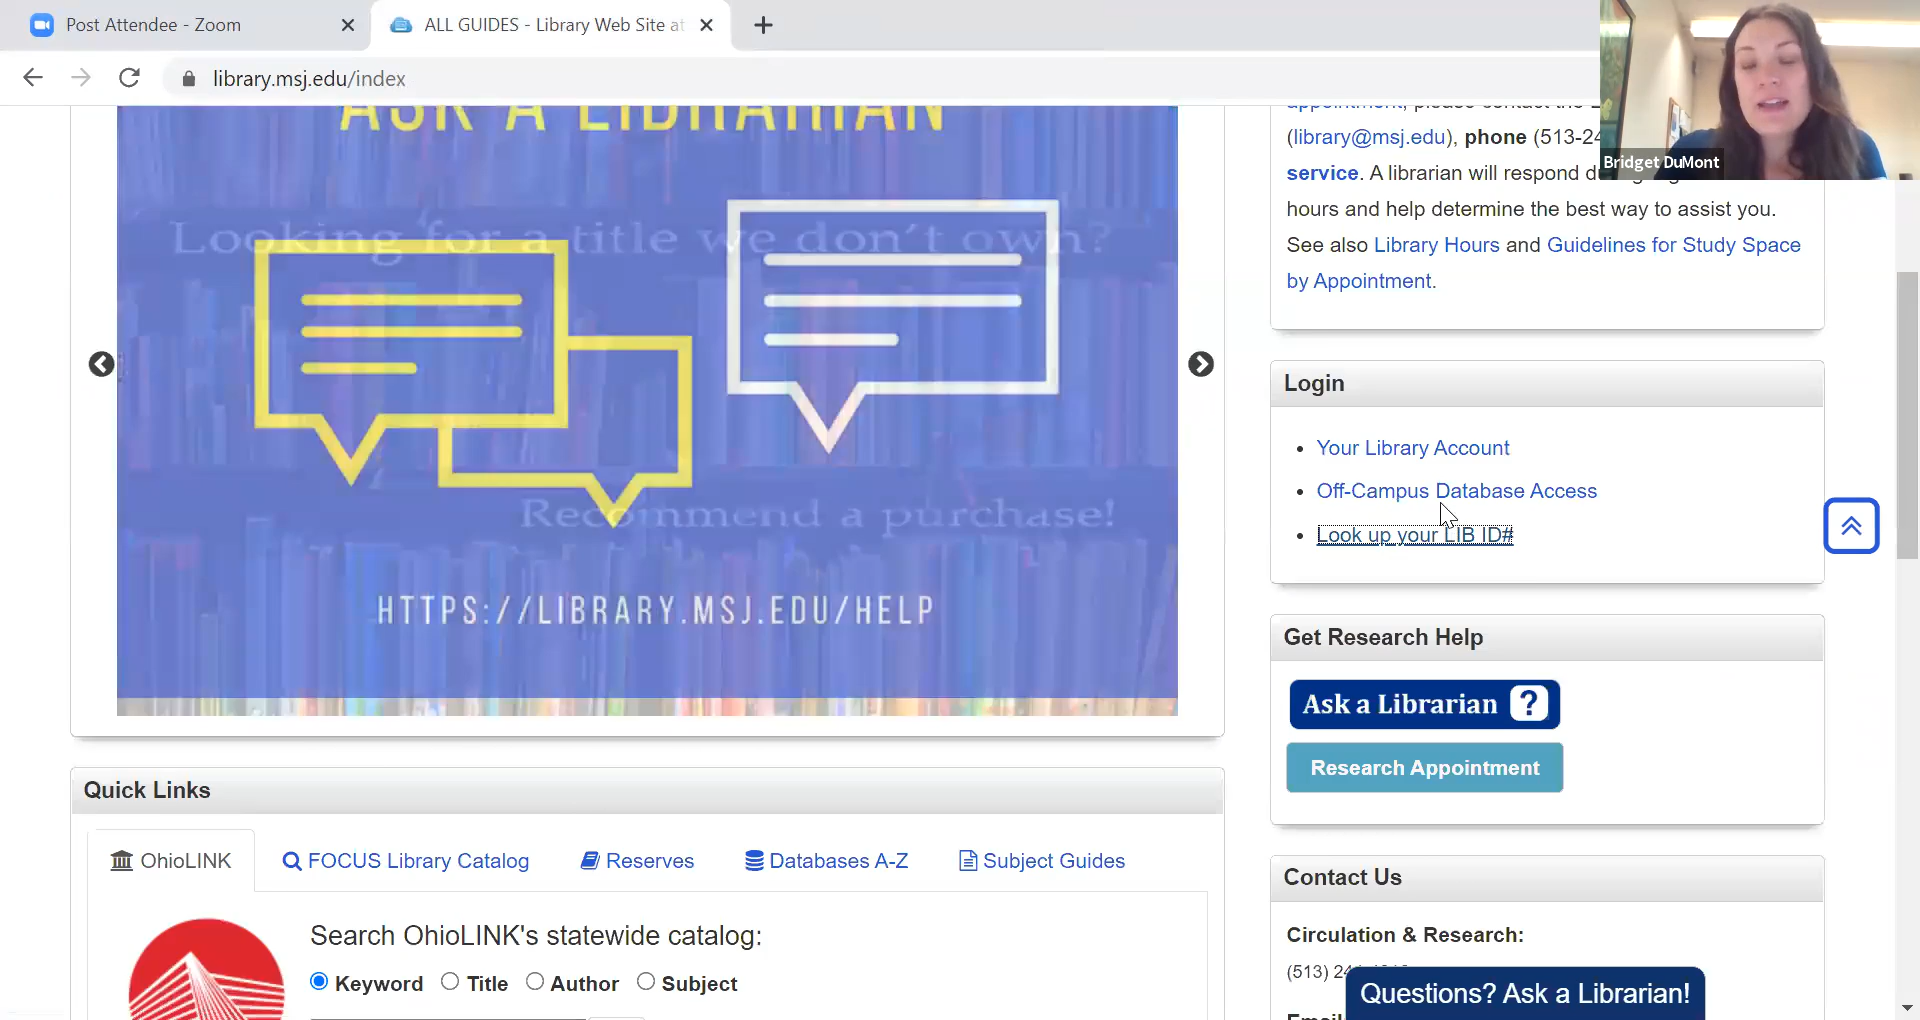 Post Attendee - Zoom
ALL GUIDES - Library Web Site at
library.msj.edu/index
Bridget DuMont
ASK A LIBRARIAN
Looking for a title we don't own?
Recommend a purchase!
HTTPS://LIBRARY.MSJ.EDU/HELP
appointment, please contact the
(library@msj.edu), phone (513-24
service. A librarian will respond
hours and help determine the best way to assist you.
See also Library Hours and Guidelines for Study Space
by Appointment.
Login
Your Library Account
Off-Campus Database Access
Look up your LIB ID#
Get Research Help
Ask a Librarian ?
Research Appointment
Quick Links
OhioLINK
FOCUS Library Catalog
Reserves
Databases A-Z
Subject Guides
Search OhioLINK's statewide catalog:
Keyword Title Author Subject
Contact Us
Circulation & Research:
(513) 24
Questions? Ask a Librarian!
Email